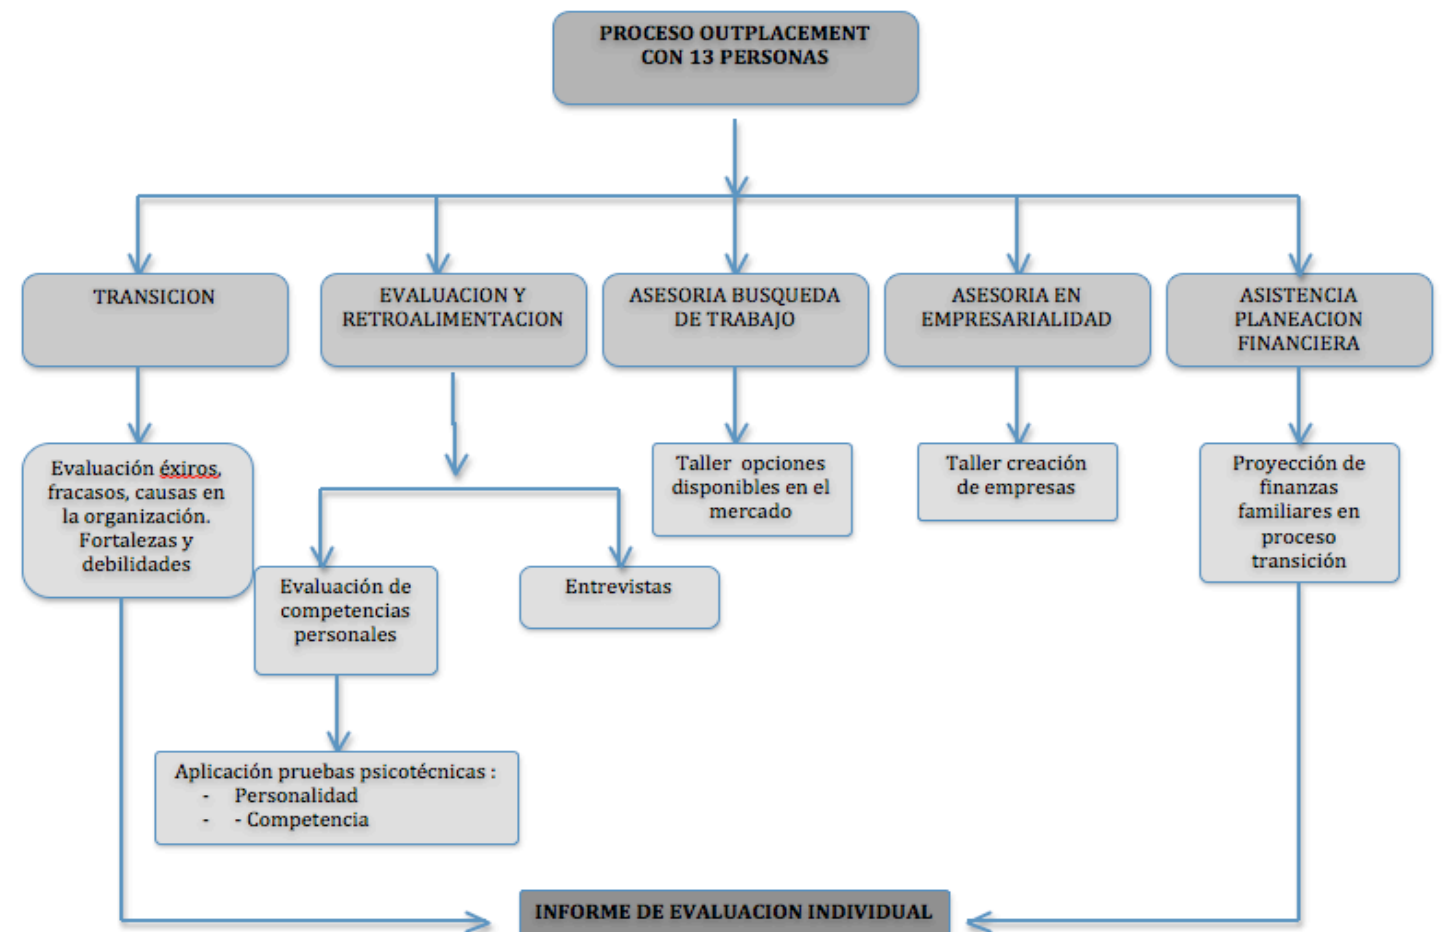 PROCESO OUTPLACEMENT
CON 13 PERSONAS
TRANSICION
EVALUACION Y
RETROALIMENTACION
ASESORIA BUSQUEDA
DE TRABAJO
ASESORIA EN
EMPRESARIALIDAD
ASISTENCIA
PLANEACION
FINANCIERA
Evaluación éxiros,
fracasos, causas en
la organización.
Fortalezas y
debilidades
Evaluación de
competencias
personales
Entrevistas
Taller opciones
disponibles en el
mercado
Taller creación
de empresas
Proyección de
finanzas
familiares en
proceso
transición
Aplicación pruebas psicotécnicas :
- Personalidad
- - Competencia
INFORME DE EVALUACION INDIVIDUAL